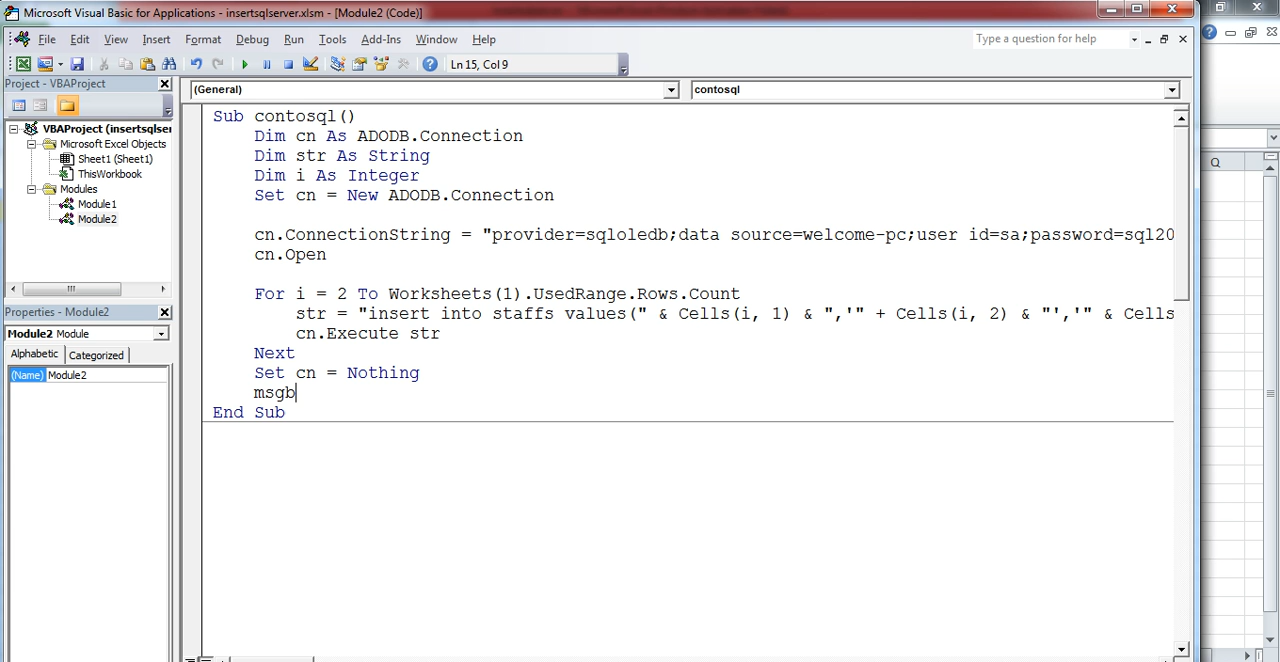 Microsoft Visual Basic for Applications - insertsqlserver.xlsm - [Module2 (Code)]
File Edit View Insert Format Debug Run Tools Add-Ins Window Help
Type a question for help
Ln 15, Col 9
Project - VBAProject
(General)
contosql
VBAProject (insertsqlser
Microsoft Excel Objects
Sheet1 (Sheet1)
ThisWorkbook
Modules
Module1
Module2
Properties - Module2
Module2 Module
Alphabetic Categorized
(Name) Module2
Sub contosql()
Dim cn As ADODB.Connection
Dim str As String
Dim i As Integer
Set cn = New ADODB.Connection
cn.ConnectionString = "provider=sqloledb;data source=welcome-pc;user id=sa;password=sql20
cn.Open
For i = 2 To Worksheets(1).UsedRange.Rows.Count
str = "insert into staffs values(" & Cells(i, 1) & ",'" + Cells(i, 2) & "','" & Cells
cn.Execute str
Next
Set cn = Nothing
msgb
End Sub
Q